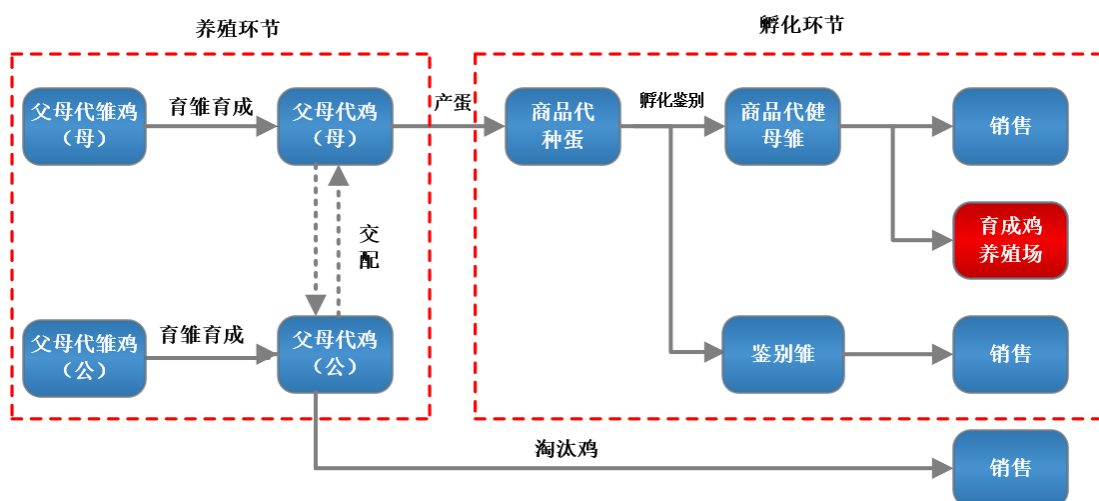 养殖环节
孵化环节
父母代雏鸡
（母）
育雏育成
父母代鸡
（母）
产蛋
商品代
种蛋
孵化鉴别
商品代健
母雏
销售
育成鸡
养殖场
交
配
父母代雏鸡
（公）
育雏育成
父母代鸡
（公）
鉴别雏
销售
淘汰鸡
销售